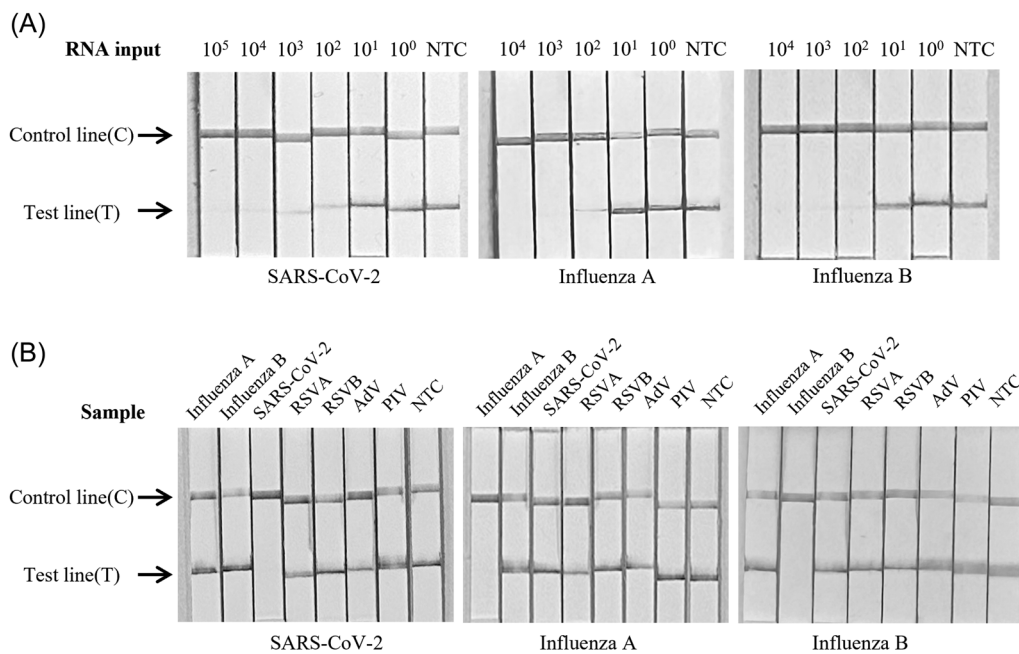 (A)
RNA input 10⁵ 10⁴ 10³ 10² 10¹ 10⁰ NTC 10⁴ 10³ 10² 10¹ 10⁰ NTC 10⁴ 10³ 10² 10¹ 10⁰ NTC
Control line(C)
Test line(T)
SARS-CoV-2 Influenza A Influenza B
(B)
Sample Influenza A Influenza B SARS-CoV-2 RSVA RSVB AdV PIV NTC Influenza A Influenza B SARS-CoV-2 RSVA RSVB AdV PIV NTC Influenza A Influenza B SARS-CoV-2 RSVA RSVB AdV PIV NTC
Control line(C)
Test line(T)
SARS-CoV-2 Influenza A Influenza B